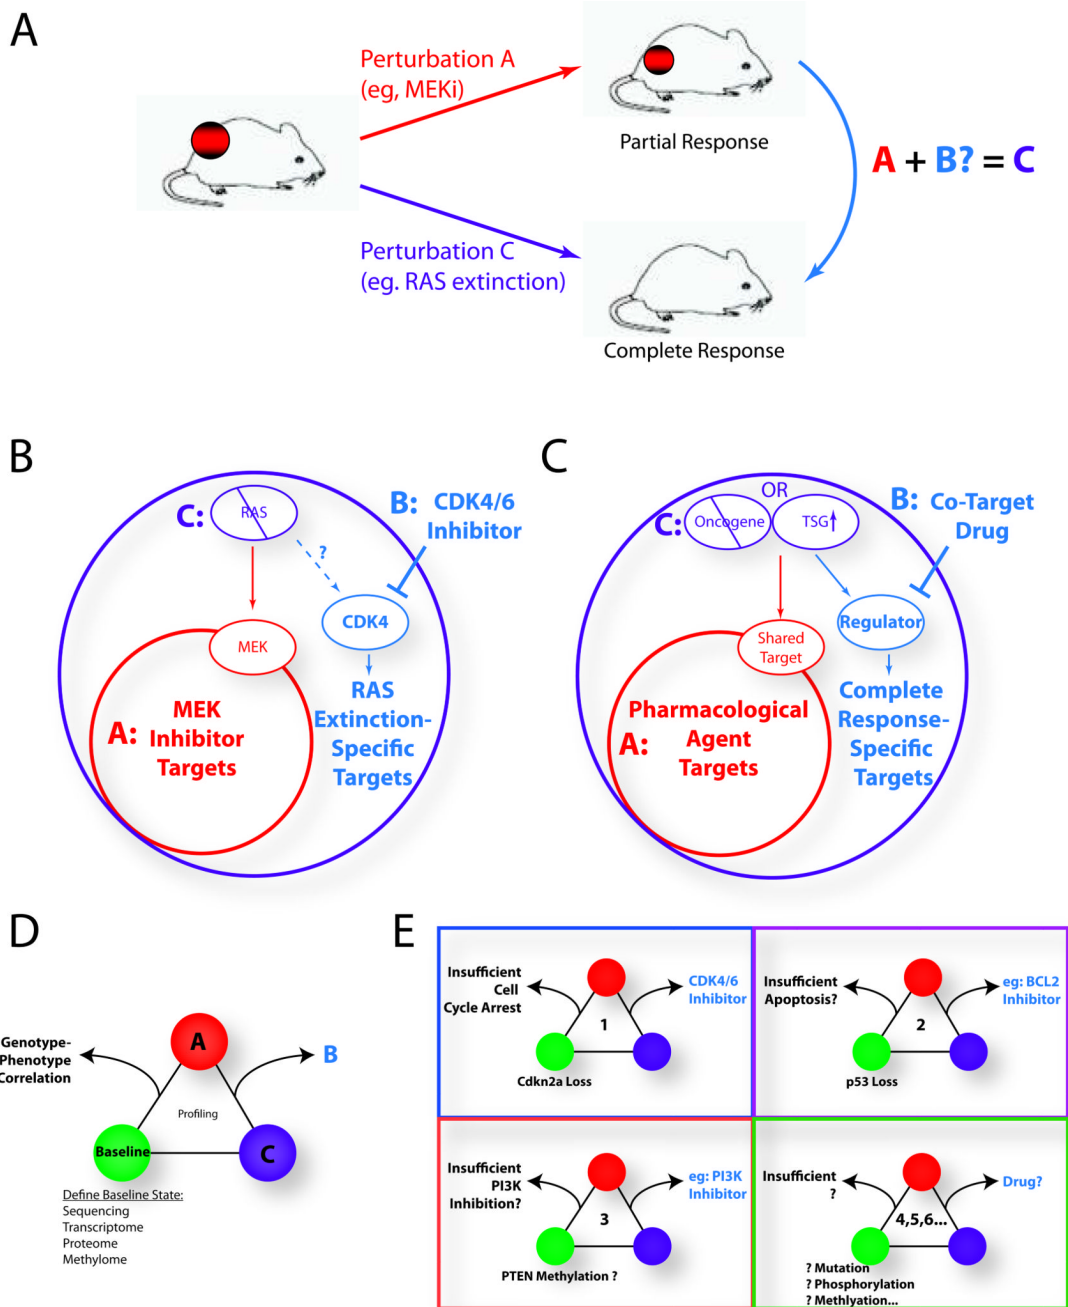 A
Perturbation A
(eg, MEKi)
Partial Response
A + B? = C
Perturbation C
(eg. RAS extinction)
Complete Response
B
C:
RAS
B: CDK4/6
Inhibitor
?
CDK4
MEK
A:
MEK
Inhibitor
Targets
RAS
Extinction-
Specific
Targets
C
OR
C:
Oncogene
TSG
B: Co-Target
Drug
Shared
Target
Regulator
Pharmacological
A: Agent
Targets
Complete
Response-
Specific
Targets
D
Genotype-
Phenotype
Correlation
A
B
Profiling
Baseline
C
Define Baseline State:
Sequencing
Transcriptome
Proteome
Methylome
E
Insufficient
Cell
Cycle Arrest
CDK4/6
Inhibitor
1
Cdkn2a Loss
Insufficient
Apoptosis?
eg: BCL2
Inhibitor
2
p53 Loss
Insufficient
PI3K
Inhibition?
eg: PI3K
Inhibitor
3
PTEN Methylation ?
Insufficient
?
Drug?
4,5,6...
? Mutation
? Phosphorylation
? Methlyation...